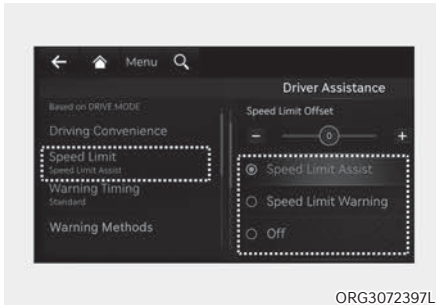 Menu
Driver Assistance
Based on DRIVE MODE
Driving Convenience
Speed Limit
Speed Limit Assist
Warning Timing
Standard
Warning Methods
Speed Limit Offset
- 0 +
Speed Limit Assist
Speed Limit Warning
Off
ORG3072397L